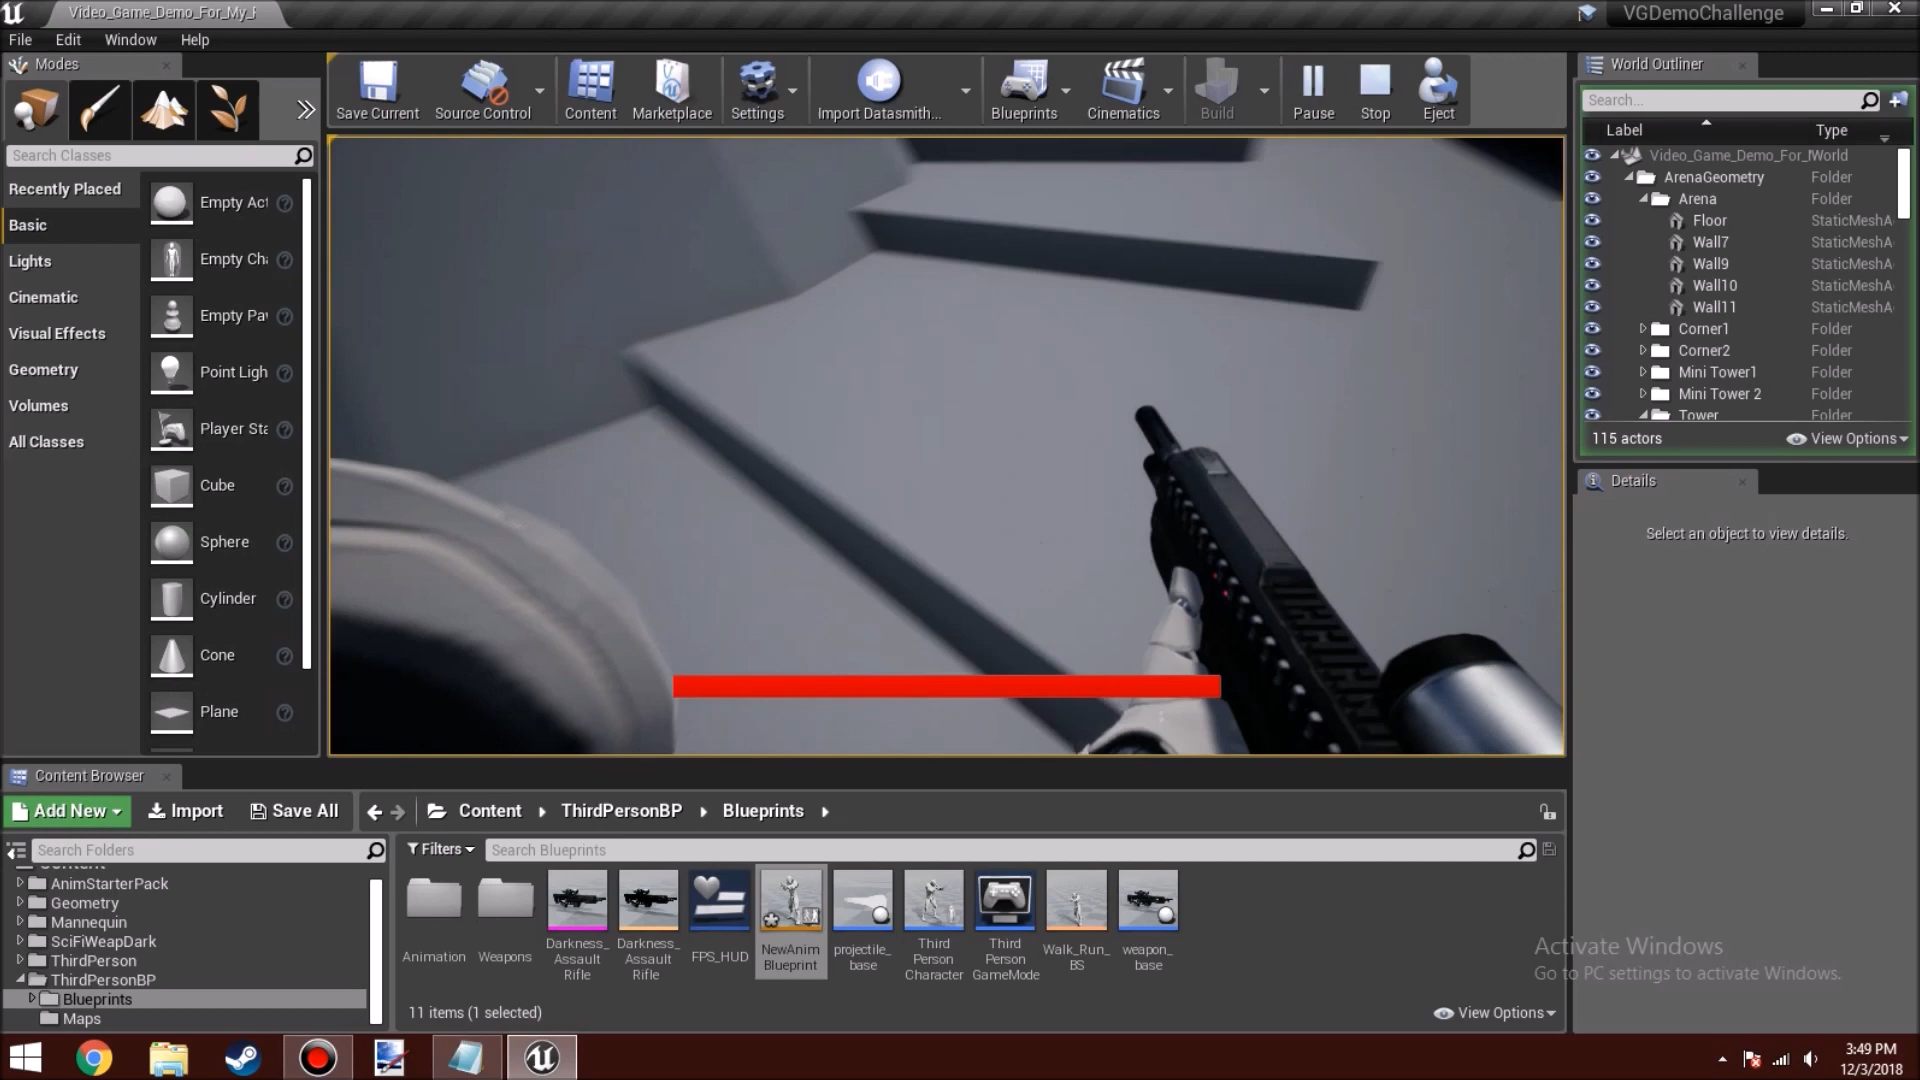 Video_Game_Demo_For_My_
VGDemoChallenge
File Edit Window Help
Modes
Save Current
Source Control
Content
Marketplace
Settings
Import Datasmith...
Blueprints
Cinematics
Build
Pause
Stop
Eject
Search Classes
Recently Placed
Basic
Lights
Cinematic
Visual Effects
Geometry
Volumes
All Classes
Empty Act
Empty Cha
Empty Pav
Point Ligh
Player Sta
Cube
Sphere
Cylinder
Cone
Plane
World Outliner
Search...
Label Type
Video_Game_Demo_For_ World
ArenaGeometry Folder
Arena Folder
Floor StaticMeshA
Wall7 StaticMeshA
Wall9 StaticMeshA
Wall10 StaticMeshA
Wall11 StaticMeshA
Corner1 Folder
Corner2 Folder
Mini Tower1 Folder
Mini Tower 2 Folder
Tower Folder
115 actors View Options
Details
Select an object to view details.
Content Browser
Add New Import Save All Content ThirdPersonBP Blueprints
Search Folders
Content
AnimStarterPack
Geometry
Mannequin
SciFiWeapDark
ThirdPerson
ThirdPersonBP
Blueprints
Maps
Filters Search Blueprints
Animation
Weapons
Darkness_
Assault
Rifle
Darkness_
Assault
Rifle
FPS_HUD
NewAnim
Blueprint
projectile_
base
Third
Person
Character
Third
Person
GameMode
Walk_Run_
BS
weapon_
base
11 items (1 selected) View Options
Activate Windows
Go to PC settings to activate Windows.
3:49 PM
12/3/2018